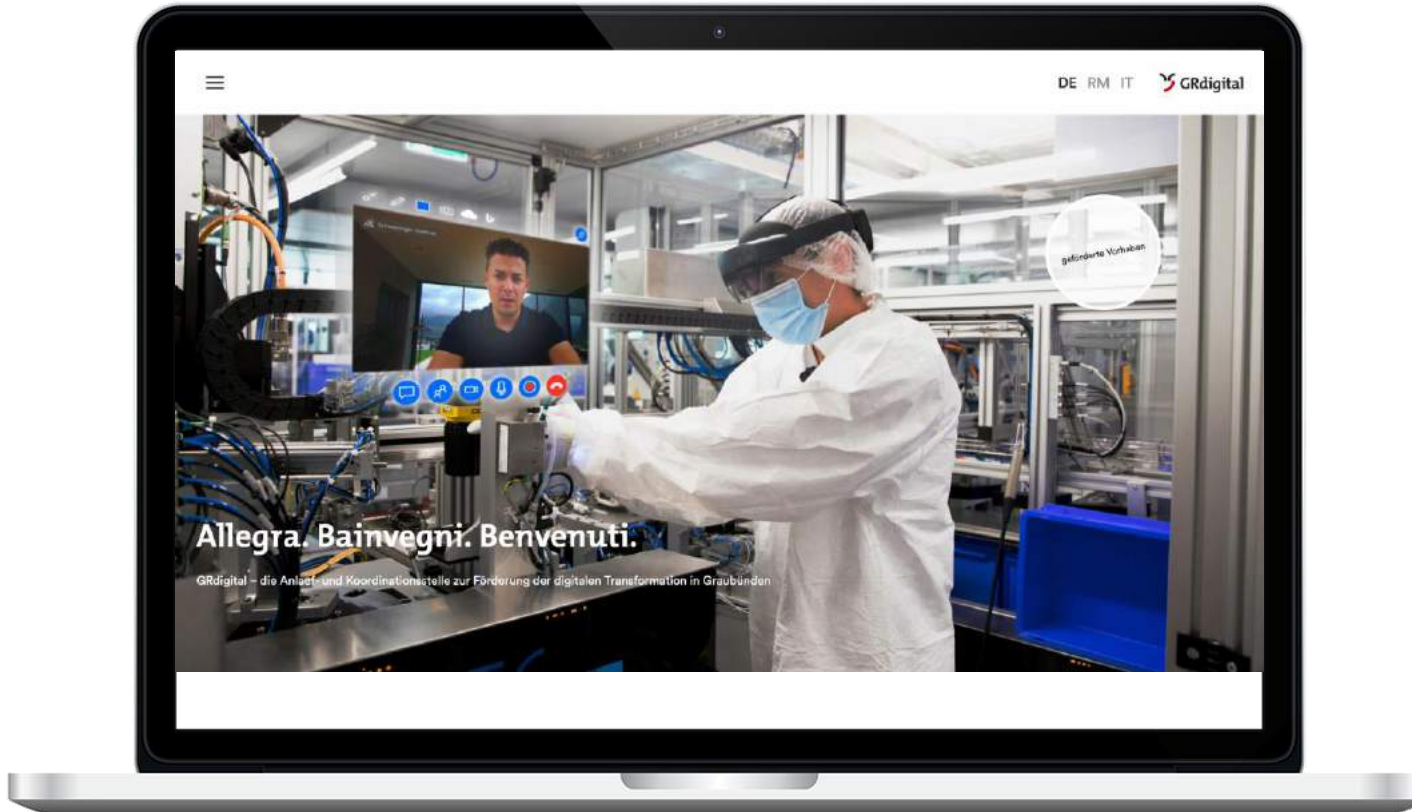 DE RM IT
GRdigital
geförderte Vorhaben
Allegra. Bainvegni. Benvenuti.
GRdigital – die Anlauf- und Koordinationsstelle zur Förderung der digitalen Transformation in Graubünden